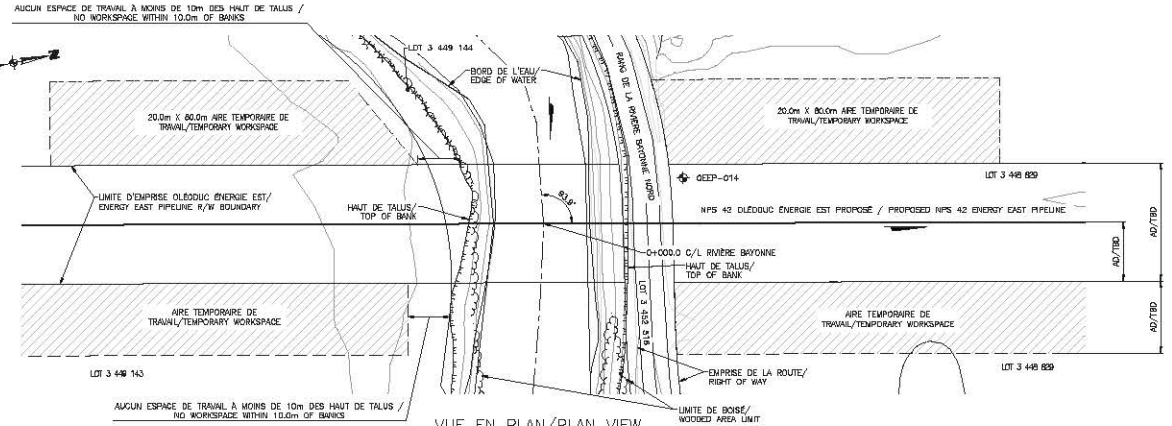 AUCUN ESPACE DE TRAVAIL À MOINS DE 10m DES HAUT DE TALUS /
NO WORKSPACE WITHIN 10.0m OF BANKS
N
LOT 3 449 144
BORD DE L'EAU/
EDGE OF WATER
RANG DE LA RIVIÈRE BAYONNE NORD
20.0m X 80.0m AIRE TEMPORAIRE DE
TRAVAIL/TEMPORARY WORKSPACE
20.0m X 80.0m AIRE TEMPORAIRE DE
TRAVAIL/TEMPORARY WORKSPACE
OEEP-014
LOT 3 448 829
LIMITE D'EMPRISE OLÉODUC ÉNERGIE EST/
ENERGY EAST PIPELINE R/W BOUNDARY
HAUT DE TALUS/
TOP OF BANK
93.9°
NPS 42 OLÉODUC ÉNERGIE EST PROPOSÉ / PROPOSED NPS 42 ENERGY EAST PIPELINE
AD/TBD
AD/TBD
0+000.0 C/L RIVIÈRE BAYONNE
HAUT DE TALUS/
TOP OF BANK
LOT 3 452 516
AIRE TEMPORAIRE DE
TRAVAIL/TEMPORARY WORKSPACE
AIRE TEMPORAIRE DE
TRAVAIL/TEMPORARY WORKSPACE
AD/TBD
LOT 3 449 143
EMPRISE DE LA ROUTE/
RIGHT OF WAY
LOT 3 448 829
AUCUN ESPACE DE TRAVAIL À MOINS DE 10m DES HAUT DE TALUS /
NO WORKSPACE WITHIN 10.0m OF BANKS
LIMITE DE BOISÉ/
WOODED AREA LIMIT
VUE EN PLAN/PLAN VIEW